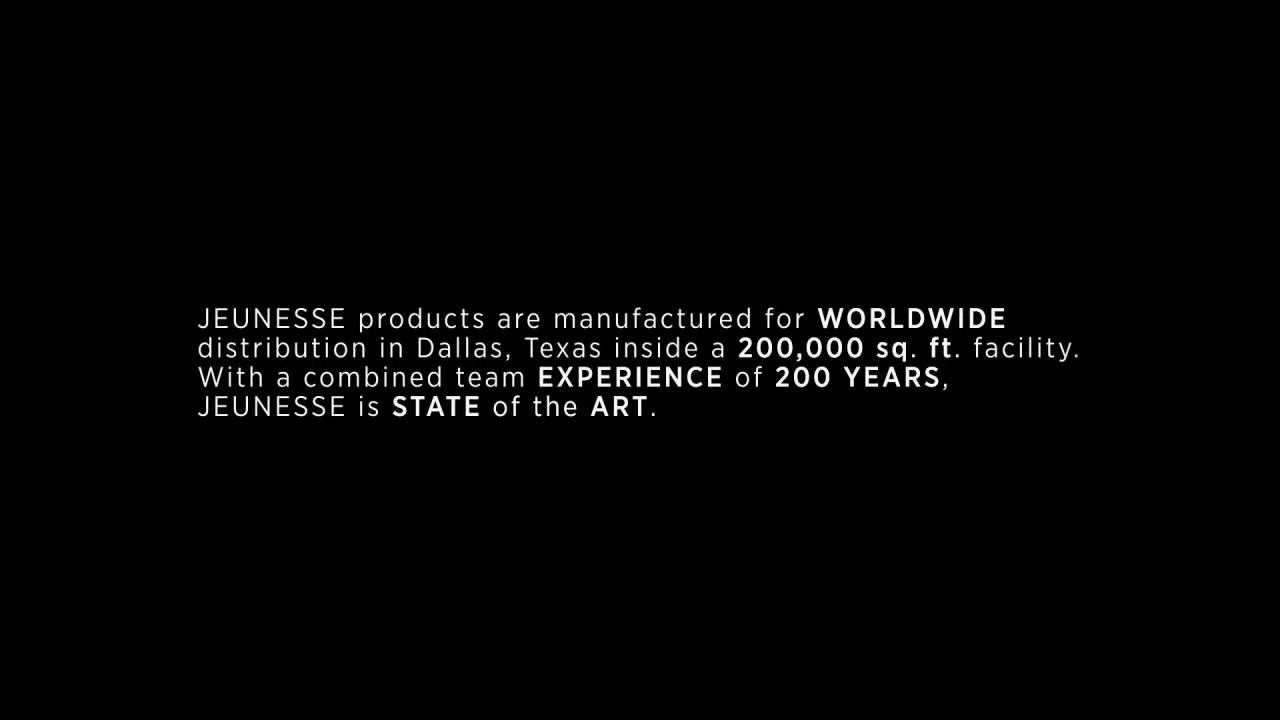 JEUNESSE products are manufactured for WORLDWIDE
distribution in Dallas, Texas inside a 200,000 sq. ft. facility.
With a combined team EXPERIENCE of 200 YEARS,
JEUNESSE is STATE of the ART.